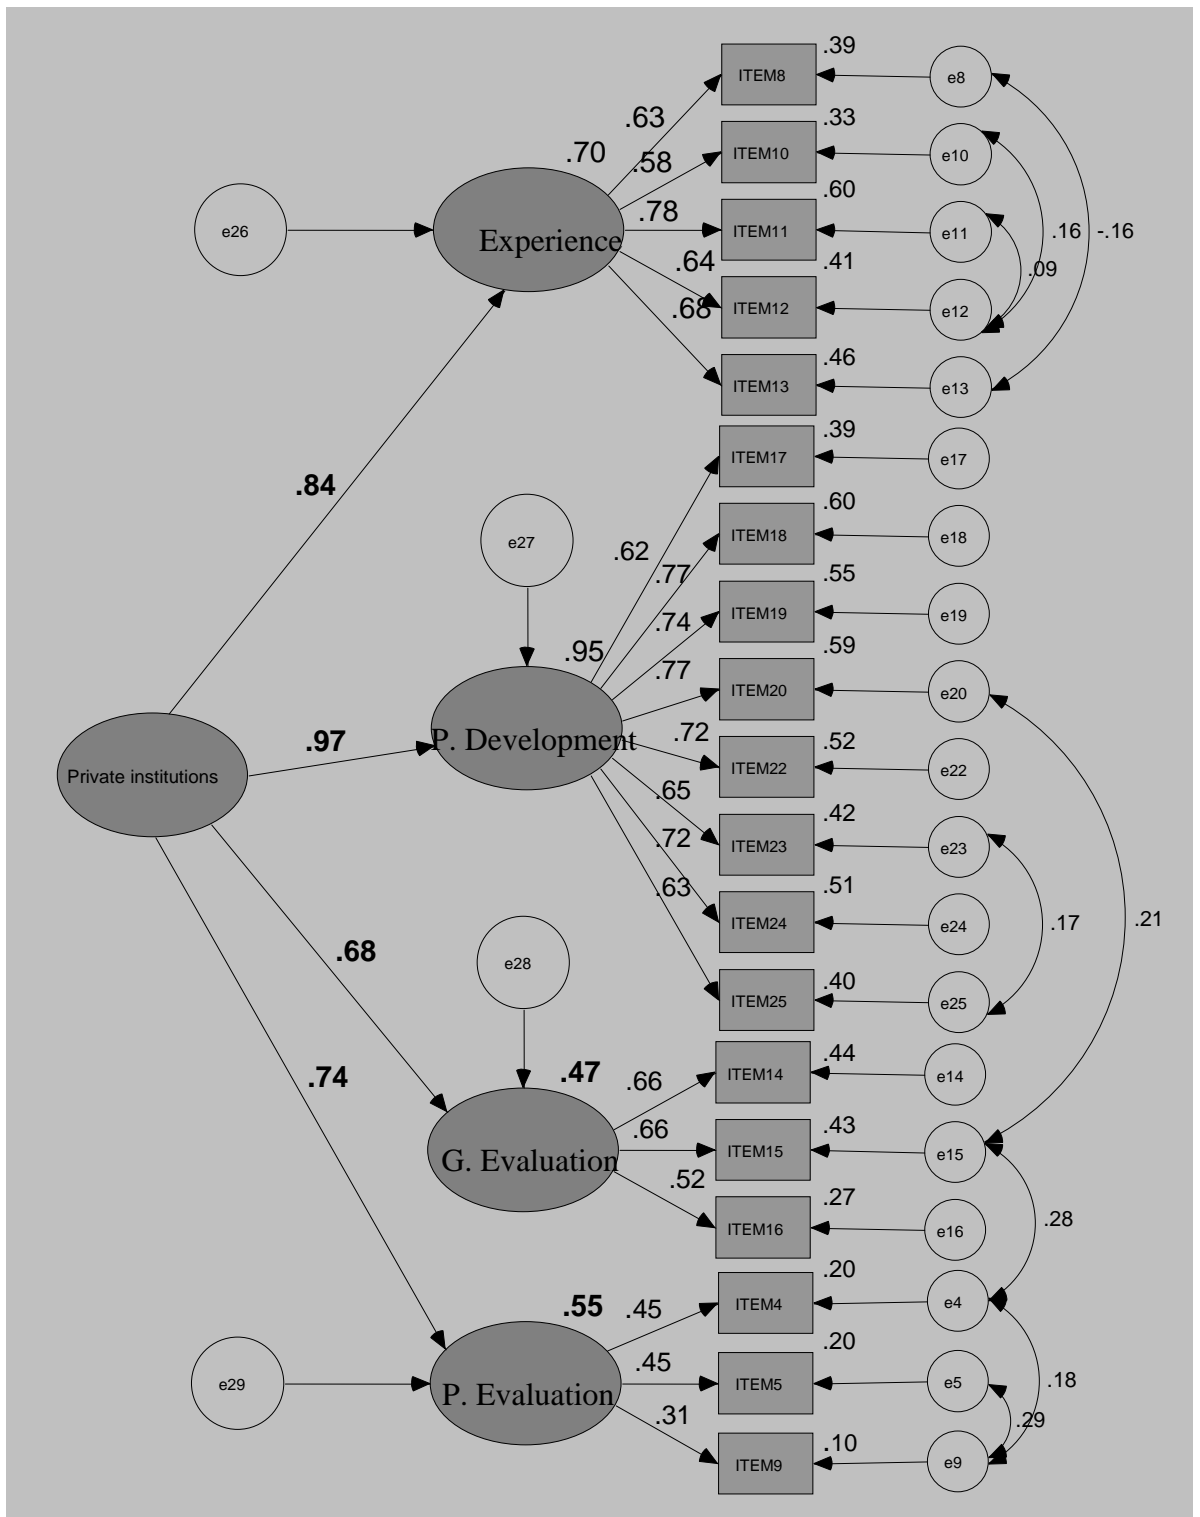 .39
ITEM8
e8
.63
.33
.70
.58
ITEM10
e10
.60
.78
e26
Experience
ITEM11
e11
.16
-.16
.64
.41
.09
.68
ITEM12
e12
.46
ITEM13
e13
.39
ITEM17
e17
.84
.60
e27
.62
ITEM18
e18
.77
.55
.74
ITEM19
e19
.95
.77
.59
ITEM20
e20
.97
P. Development
.72
.52
Private institutions
ITEM22
e22
.65
.42
.72
ITEM23
e23
.63
.51
ITEM24
e24
.17
.21
.68
e28
.40
ITEM25
e25
.44
.74
.47
.66
ITEM14
e14
.66
.43
G. Evaluation
ITEM15
e15
.52
.27
ITEM16
e16
.28
.20
.55
.45
ITEM4
e4
.20
.45
e29
P. Evaluation
ITEM5
e5
.18
.31
.29
.10
ITEM9
e9